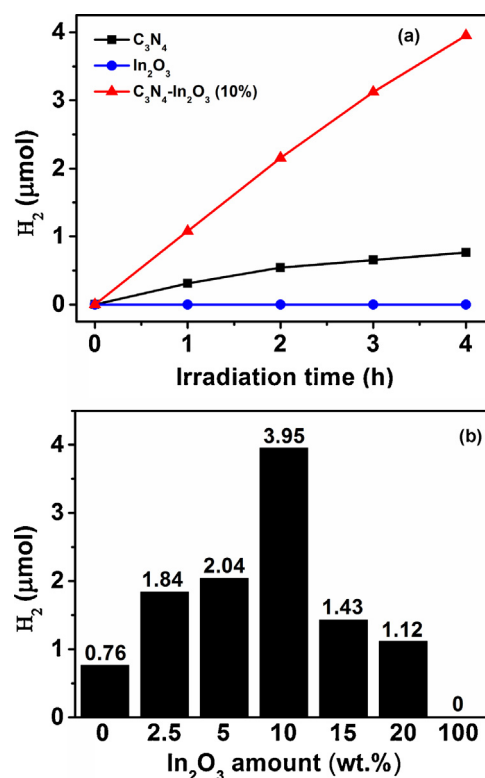 (a)
C₃N₄
In₂O₃
C₃N₄-In₂O₃ (10%)
H₂ (μmol)
4
3
2
1
0
0 1 2 3 4
Irradiation time (h)
(b)
H₂ (μmol)
4
3
2
1
0
0.76 1.84 2.04 3.95 1.43 1.12 0
0 2.5 5 10 15 20 100
In₂O₃ amount (wt.%)